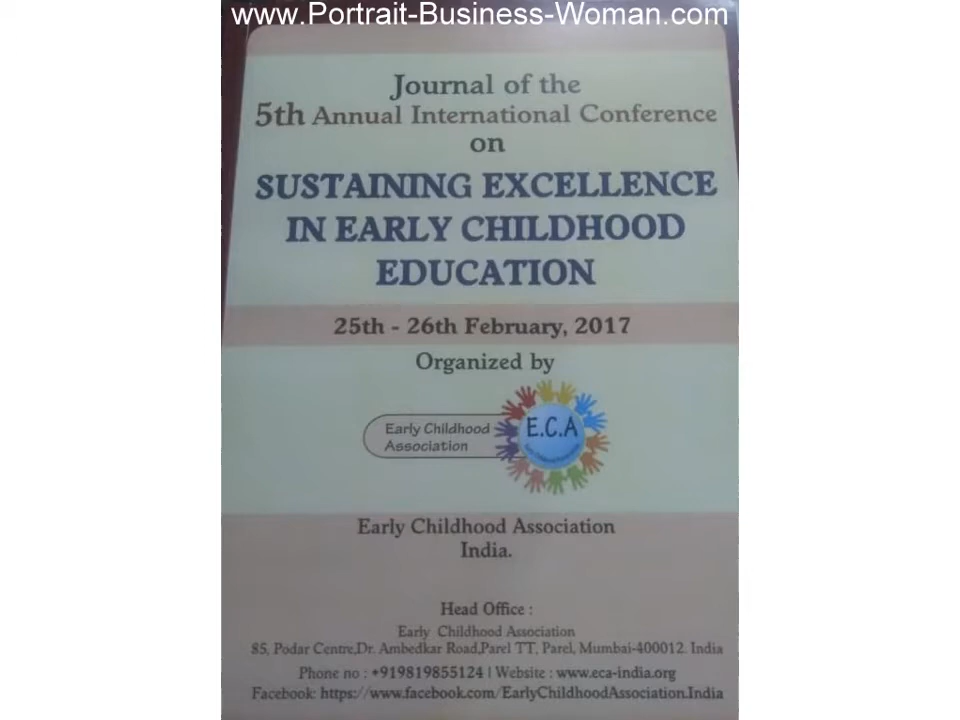 www.Portrait-Business-Woman.com
Journal of the
5th Annual International Conference
on
SUSTAINING EXCELLENCE
IN EARLY CHILDHOOD
EDUCATION
25th - 26th February, 2017
Organized by
Early Childhood
Association
E.C.A
Early Childhood Association
India.
Head Office :
Early Childhood Association
85, Podar Centre,Dr. Ambedkar Road,Parel TT, Parel, Mumbai-400012. India
Phone no : +919819855124 | Website : www.eca-india.org
Facebook: https://www.facebook.com/EarlyChildhoodAssociation.India